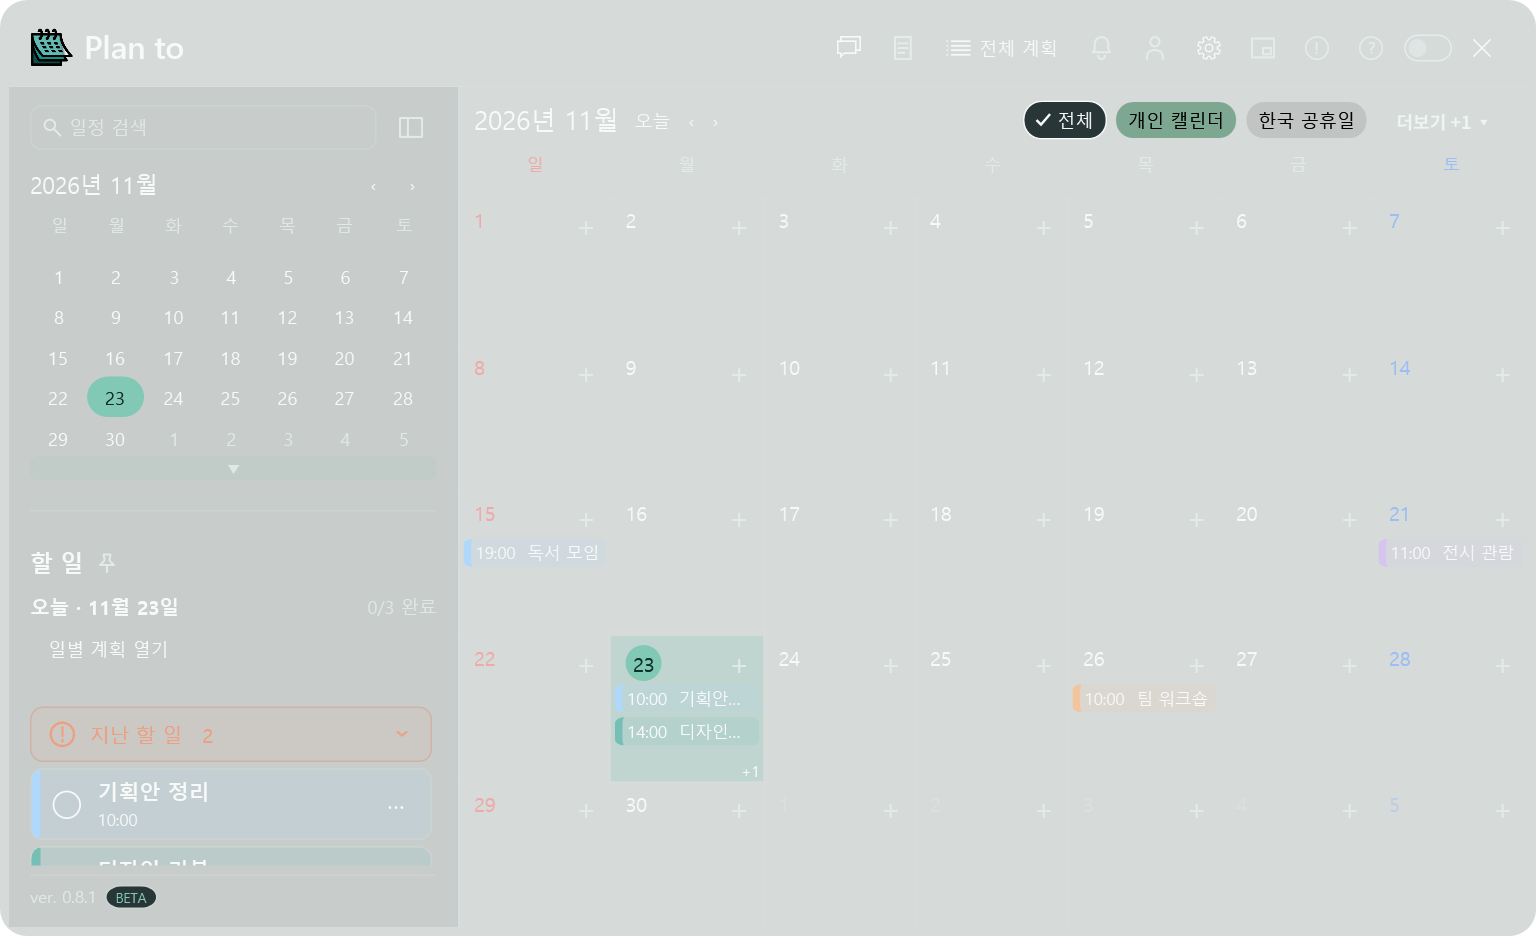 Plan to
전체 계획
일정 검색
2026년 11월
일 월 화 수 목 금 토
1 2 3 4 5 6 7
8 9 10 11 12 13 14
15 16 17 18 19 20 21
22 23 24 25 26 27 28
29 30 1 2 3 4 5
할 일
오늘 · 11월 23일 0/3 완료
일별 계획 열기
지난 할 일 2
기획안 정리
10:00
ver. 0.8.1 BETA
2026년 11월 오늘
전체 개인 캘린더 한국 공휴일 더보기 +1
일 월 화 수 목 금 토
1 2 3 4 5 6 7
8 9 10 11 12 13 14
15 16 17 18 19 20 21
19:00 독서 모임 11:00 전시 관람
22 23 24 25 26 27 28
10:00 기획안... 10:00 팀 워크숍
14:00 디자인...
+1
29 30 1 2 3 4 5